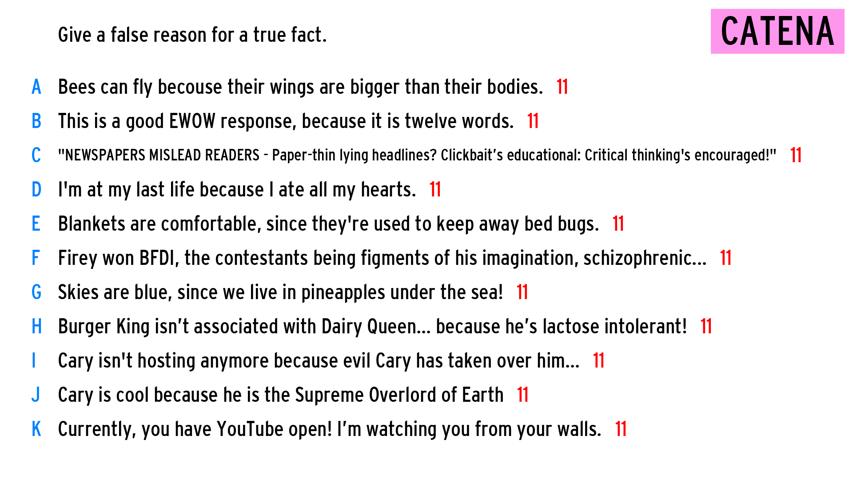 Give a false reason for a true fact.
CATENA
A Bees can fly becouse their wings are bigger than their bodies. 11
B This is a good EWOW response, because it is twelve words. 11
C "NEWSPAPERS MISLEAD READERS - Paper-thin lying headlines? Clickbait's educational: Critical thinking's encouraged!" 11
D I'm at my last life because I ate all my hearts. 11
E Blankets are comfortable, since they're used to keep away bed bugs. 11
F Firey won BFDI, the contestants being figments of his imagination, schizophrenic... 11
G Skies are blue, since we live in pineapples under the sea! 11
H Burger King isn’t associated with Dairy Queen... because he’s lactose intolerant! 11
I Cary isn't hosting anymore because evil Cary has taken over him... 11
J Cary is cool because he is the Supreme Overlord of Earth 11
K Currently, you have YouTube open! I’m watching you from your walls. 11